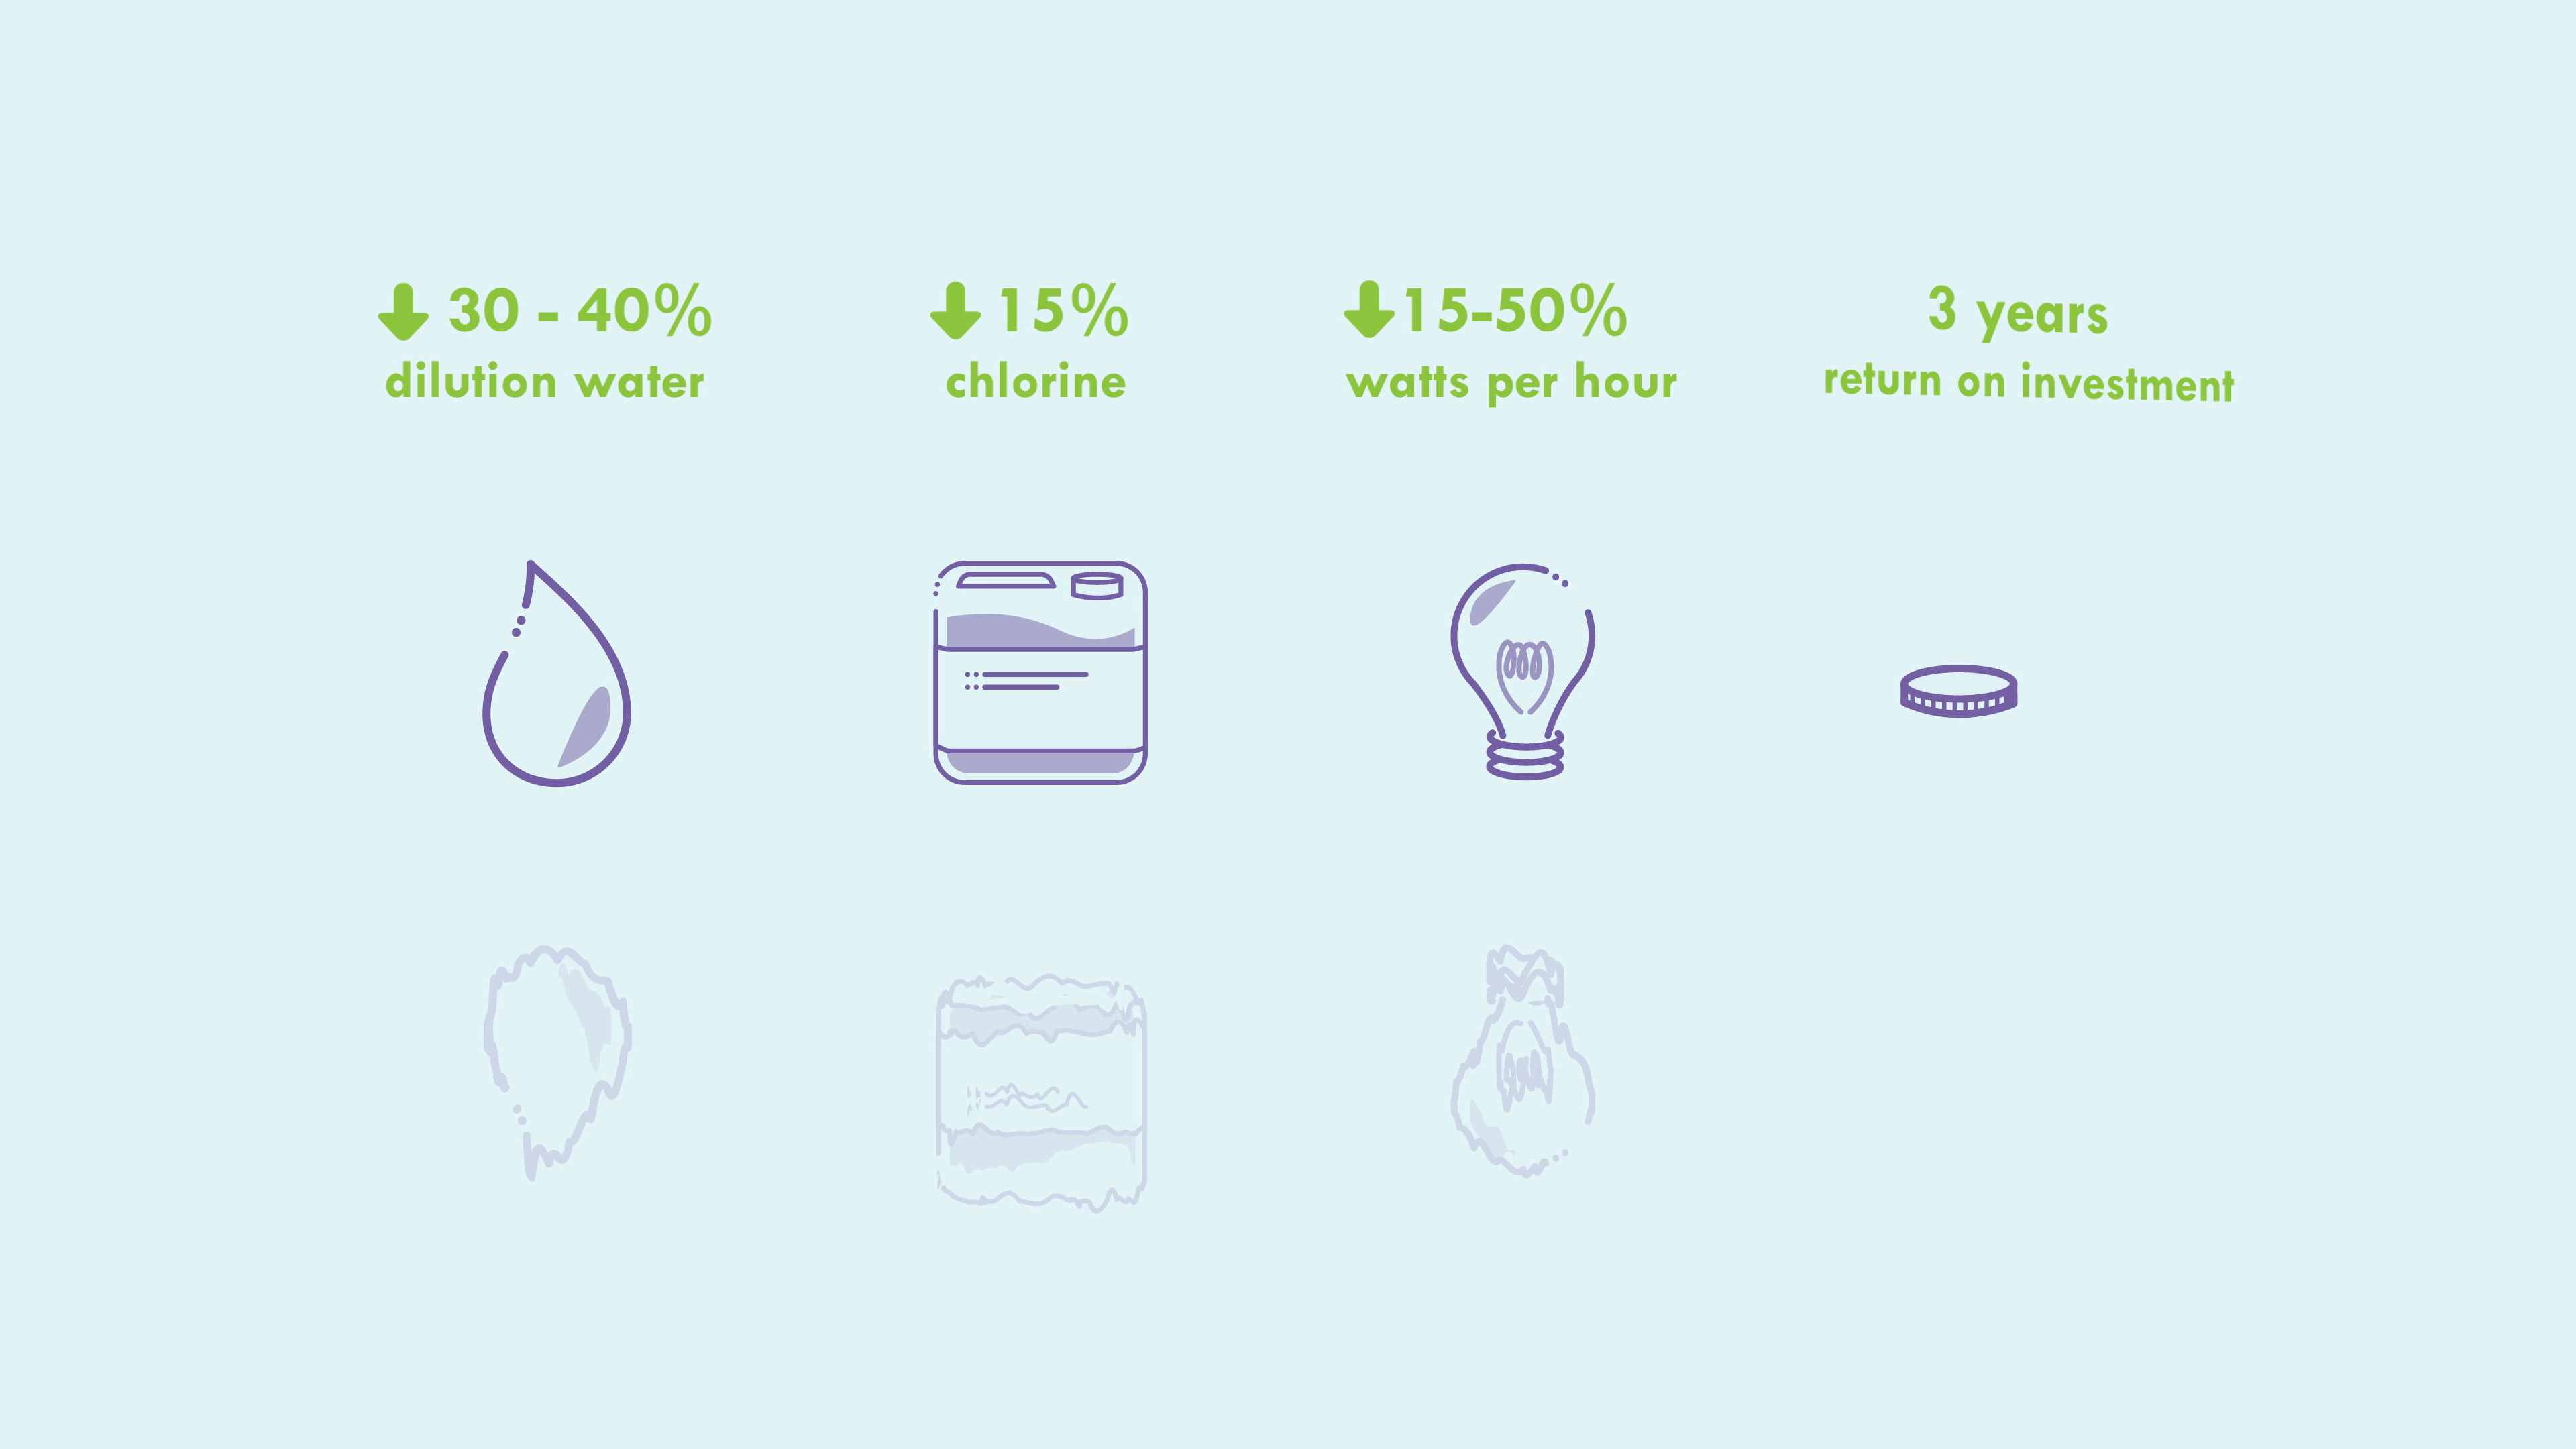 30 - 40%
dilution water
15%
chlorine
15-50%
watts per hour
3 years
return on investment